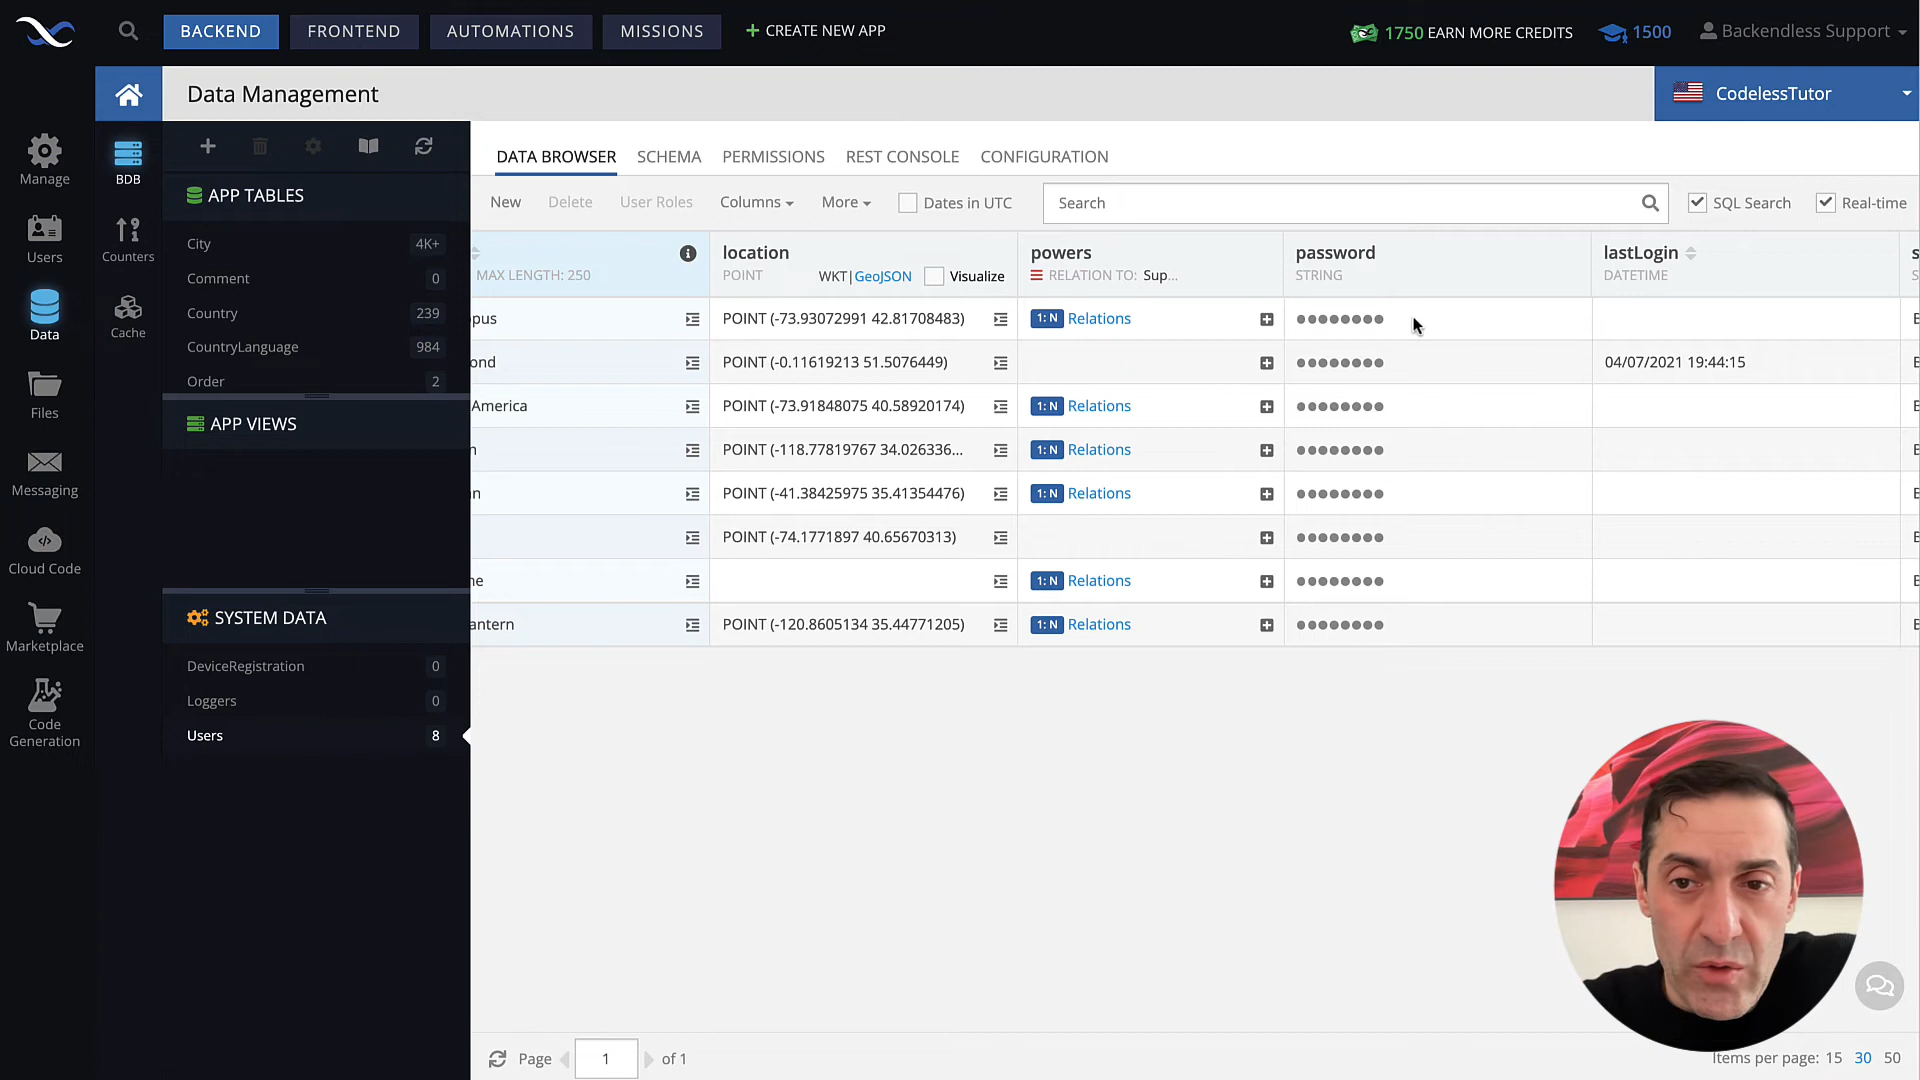 BACKEND FRONTEND AUTOMATIONS MISSIONS + CREATE NEW APP 1750 EARN MORE CREDITS 1500 Backendless Support
Data Management CodelessTutor
Manage
Users
Data
Files
Messaging
Cloud Code
Marketplace
Code
Generation
BDB
Counters
Cache
APP TABLES
City 4K+
Comment 0
Country 239
CountryLanguage 984
Order 2
APP VIEWS
SYSTEM DATA
DeviceRegistration 0
Loggers 0
Users 8
DATA BROWSER SCHEMA PERMISSIONS REST CONSOLE CONFIGURATION
New Delete User Roles Columns More Dates in UTC Search SQL Search Real-time
location powers password lastLogin s
MAX LENGTH: 250 POINT WKT|GeoJSON Visualize RELATION TO: Sup... STRING DATETIME S
opus POINT (-73.93072991 42.81708483) 1: N Relations ●●●●●●●●
ond POINT (-0.11619213 51.5076449) ●●●●●●●● 04/07/2021 19:44:15
America POINT (-73.91848075 40.58920174) 1: N Relations ●●●●●●●●
POINT (-118.77819767 34.026336... 1: N Relations ●●●●●●●●
n POINT (-41.38425975 35.41354476) 1: N Relations ●●●●●●●●
POINT (-74.1771897 40.65670313) ●●●●●●●●
ne 1: N Relations ●●●●●●●●
antern POINT (-120.8605134 35.44771205) 1: N Relations ●●●●●●●●
Page 1 of 1 Items per page: 15 30 50